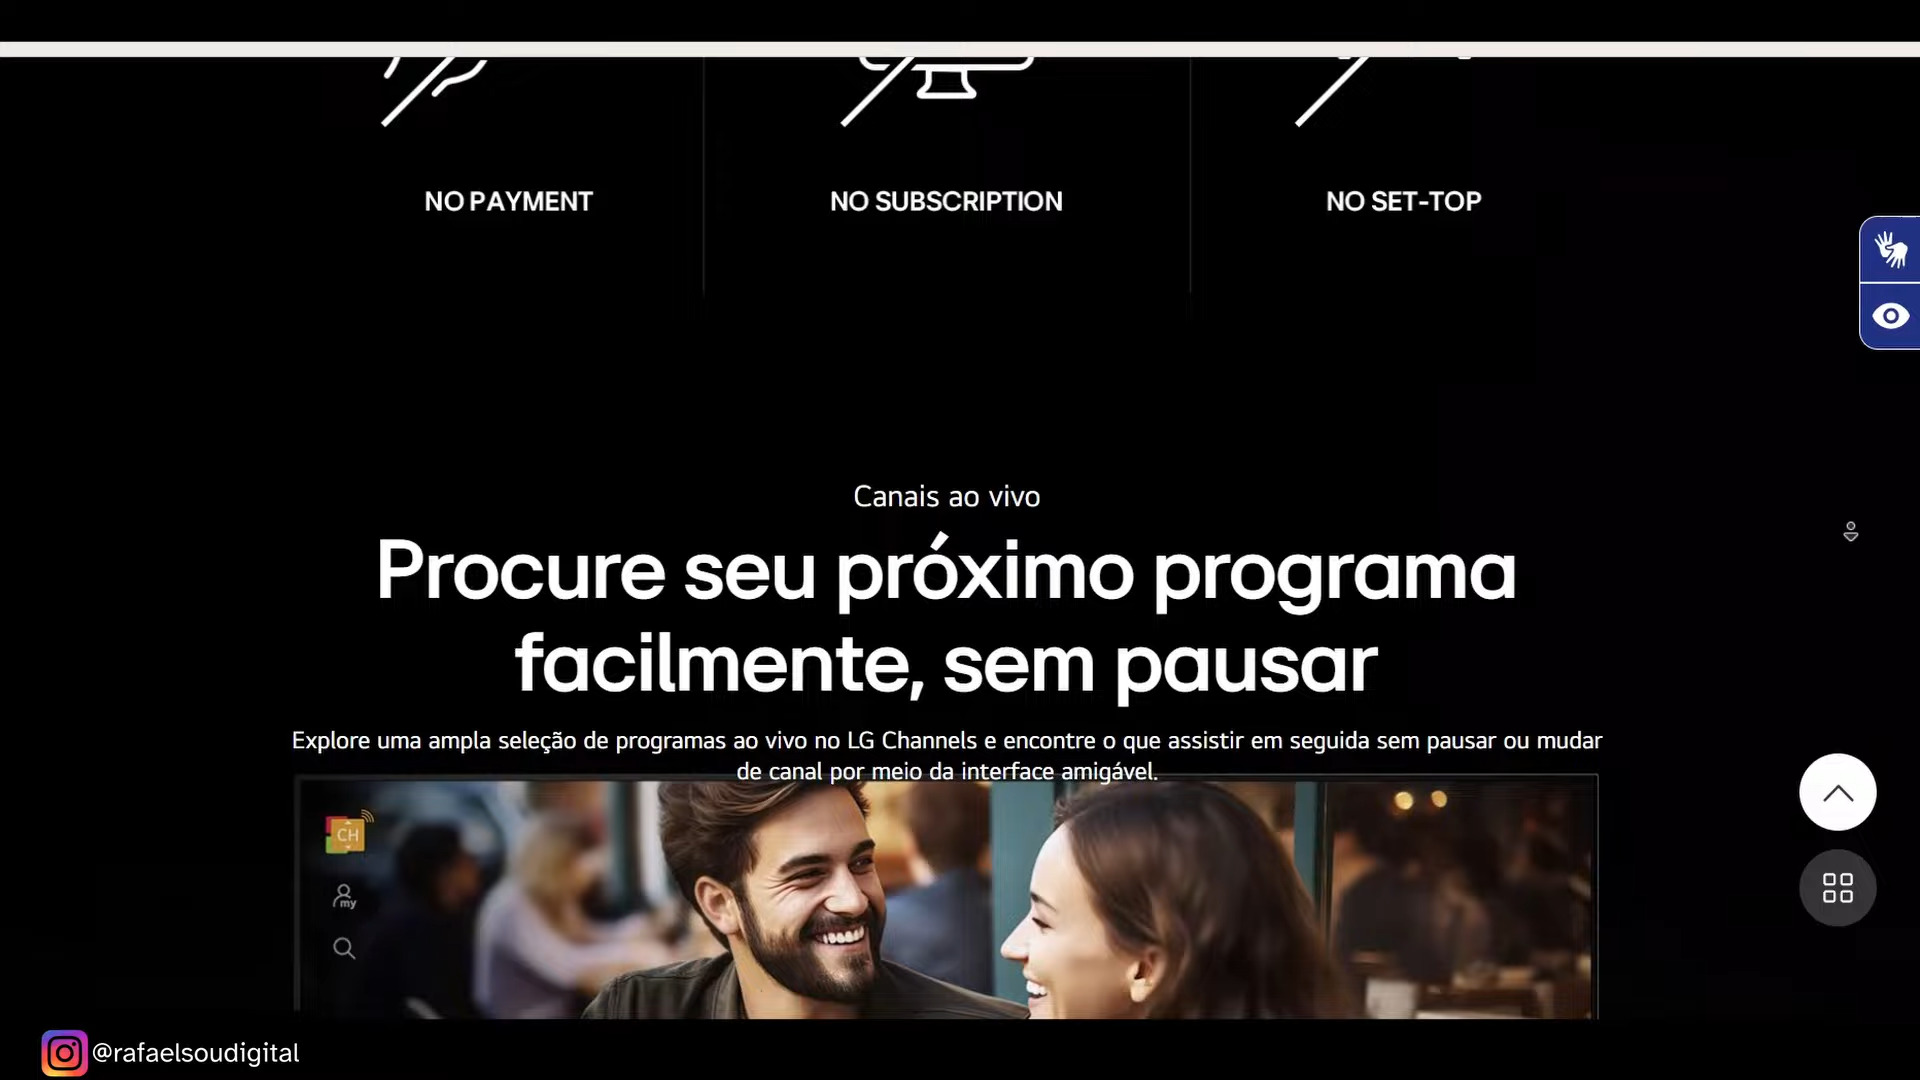 NO PAYMENT
NO SUBSCRIPTION
NO SET-TOP
Canais ao vivo
Procure seu próximo programa
facilmente, sem pausar
Explore uma ampla seleção de programas ao vivo no LG Channels e encontre o que assistir em seguida sem pausar ou mudar
de canal por meio da interface amigável.
CH
my
@rafaelsoudigital